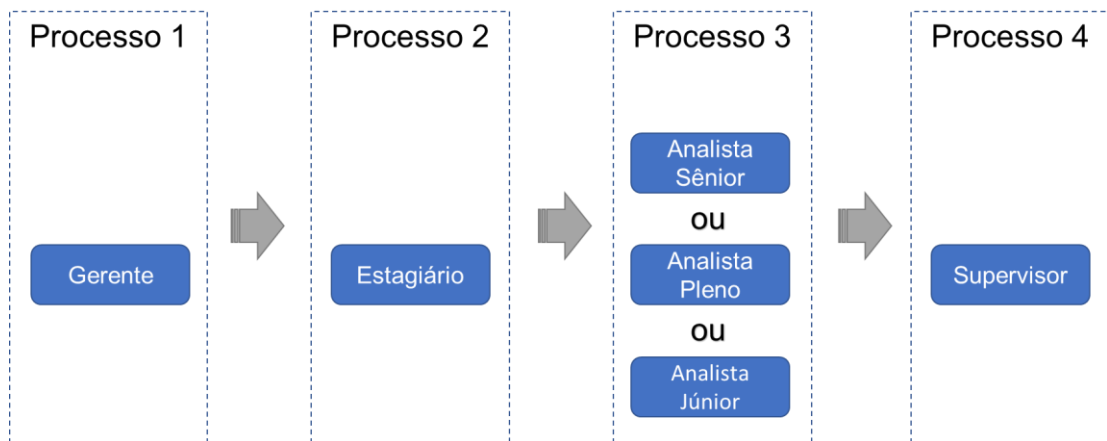 Processo 1
Gerente
Processo 2
Estagiário
Processo 3
Analista
Sênior
ou
Analista
Pleno
ou
Analista
Júnior
Processo 4
Supervisor